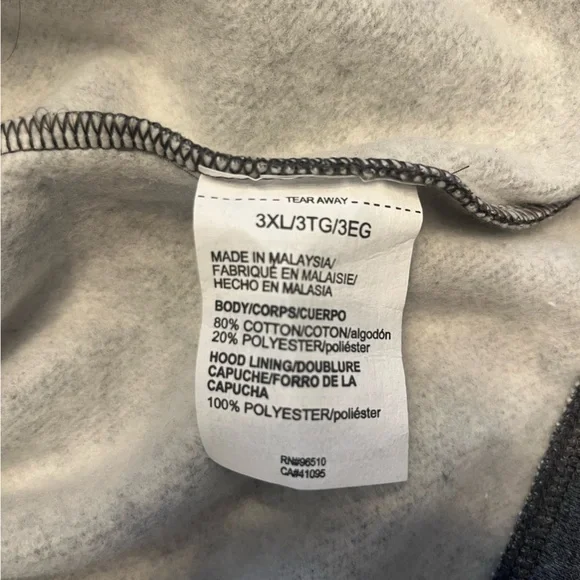 TEAR AWAY
3XL/3TG/3EG
MADE IN MALAYSIA/
FABRIQUÉ EN MALAISIE/
HECHO EN MALASIA
BODY/CORPS/CUERPO
80% COTTON/COTON/algodón
20% POLYESTER/poliéster
HOOD LINING/DOUBLURE
CAPUCHE/FORRO DE LA
CAPUCHA
100% POLYESTER/poliéster
RN#96510
CA#41095